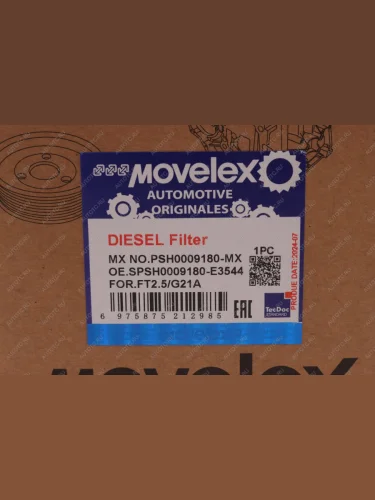 MOVELEX
AUTOMOTIVE
ORIGINALES
DIESEL Filter
MX NO.PSH0009180-MX
OE.SPSH0009180-E3544
FOR.FT2.5/G21A
1PC
PRODUE DATE:2024-07
EAC
TecDoc
6 975875 212985
movelex